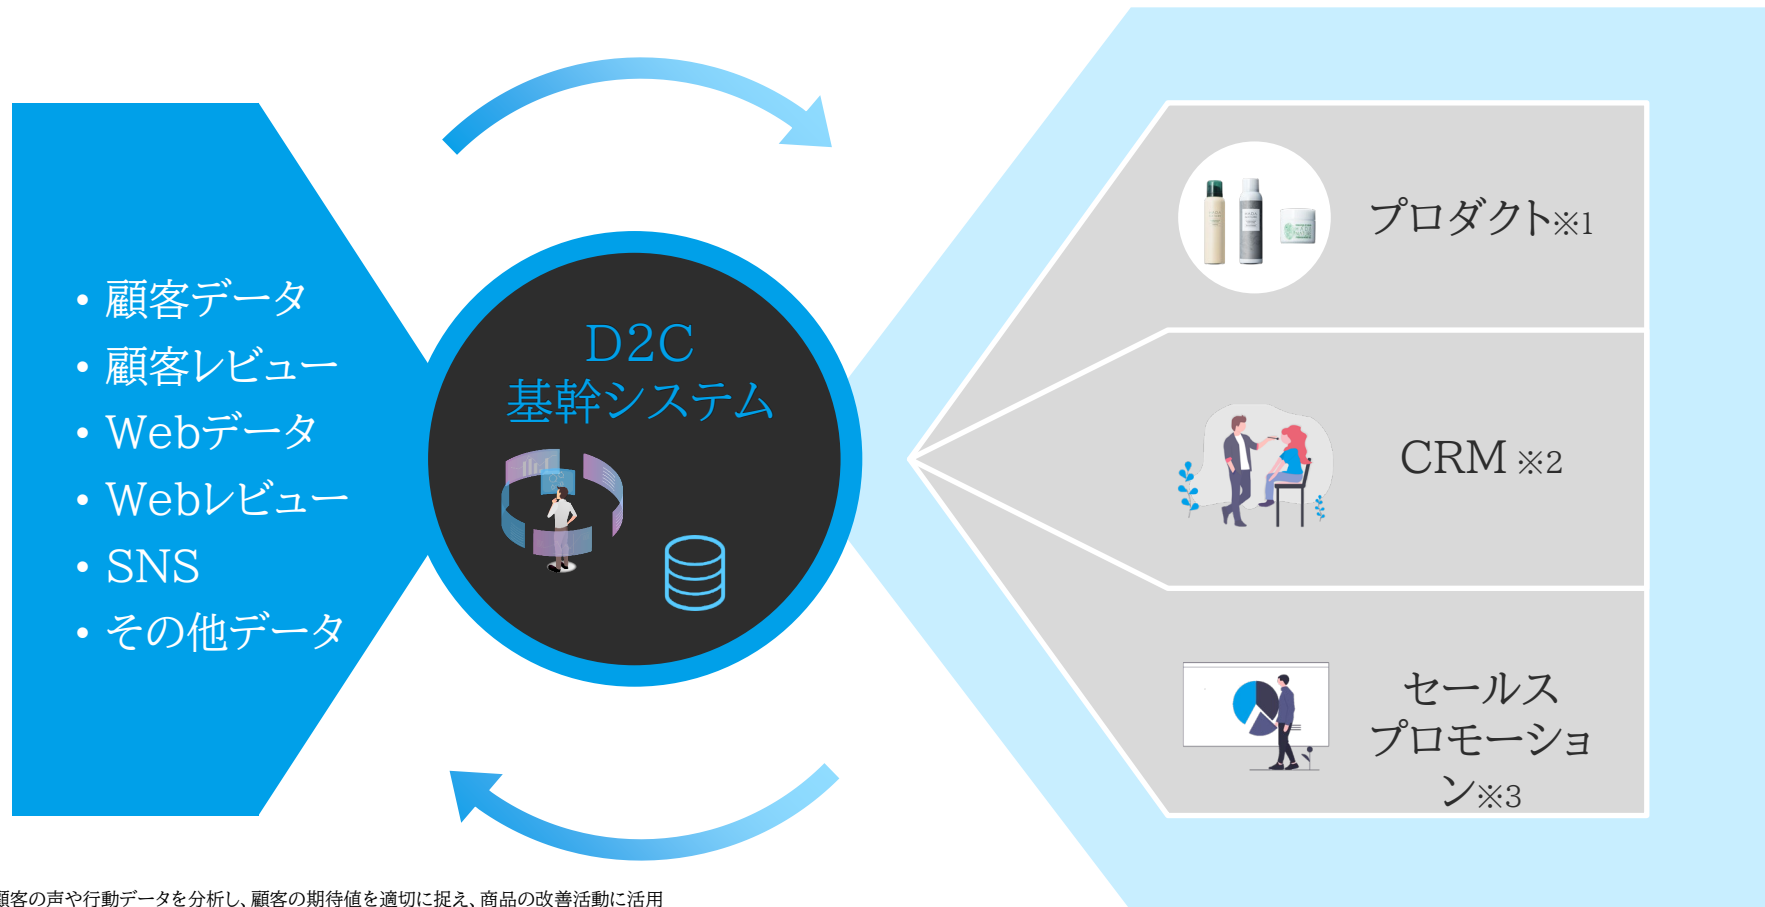 ・顧客データ
・顧客レビュー
・Webデータ
・Webレビュー
・SNS
・その他データ
D2C
基幹システム
プロダクト※1
CRM ※2
セールス
プロモーショ
ン※3
顧客の声や行動データを分析し、顧客の期待値を適切に捉え、商品の改善活動に活用